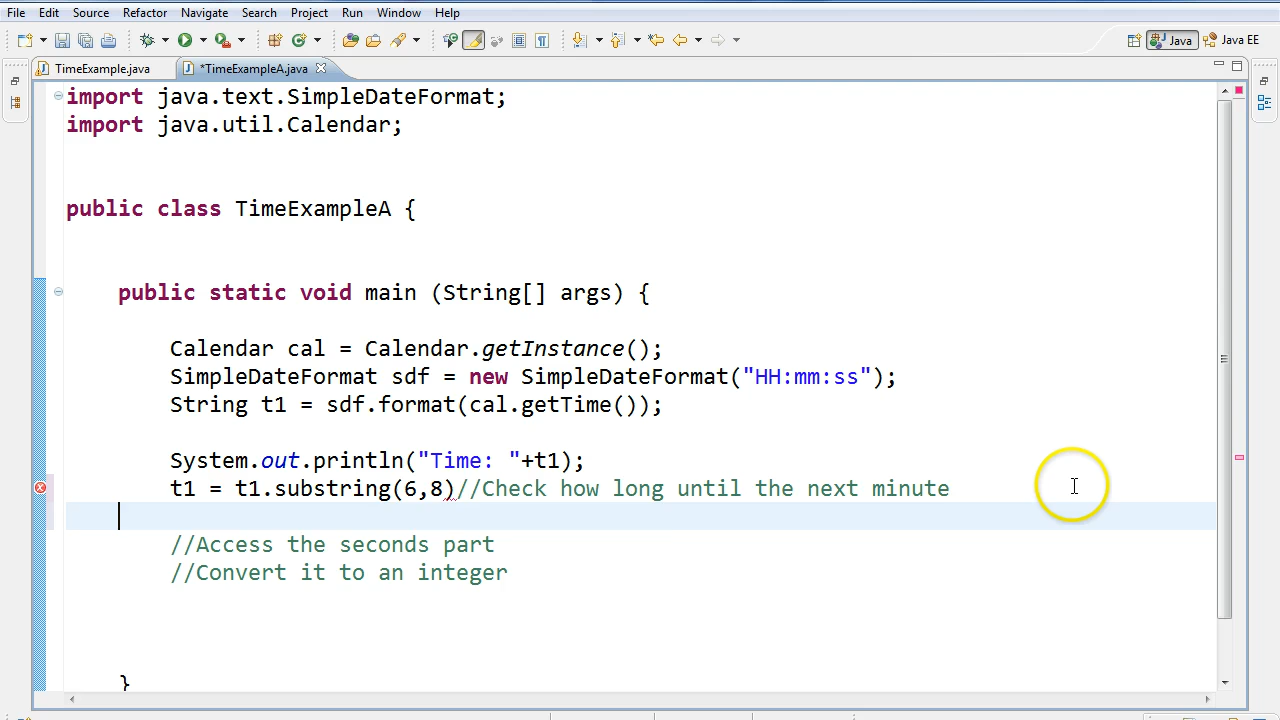 File Edit Source Refactor Navigate Search Project Run Window Help
Java Java EE
TimeExample.java *TimeExampleA.java
import java.text.SimpleDateFormat;
import java.util.Calendar;
public class TimeExampleA {
public static void main (String[] args) {
Calendar cal = Calendar.getInstance();
SimpleDateFormat sdf = new SimpleDateFormat("HH:mm:ss");
String t1 = sdf.format(cal.getTime());
System.out.println("Time: "+t1);
t1 = t1.substring(6,8)//Check how long until the next minute
//Access the seconds part
//Convert it to an integer
}